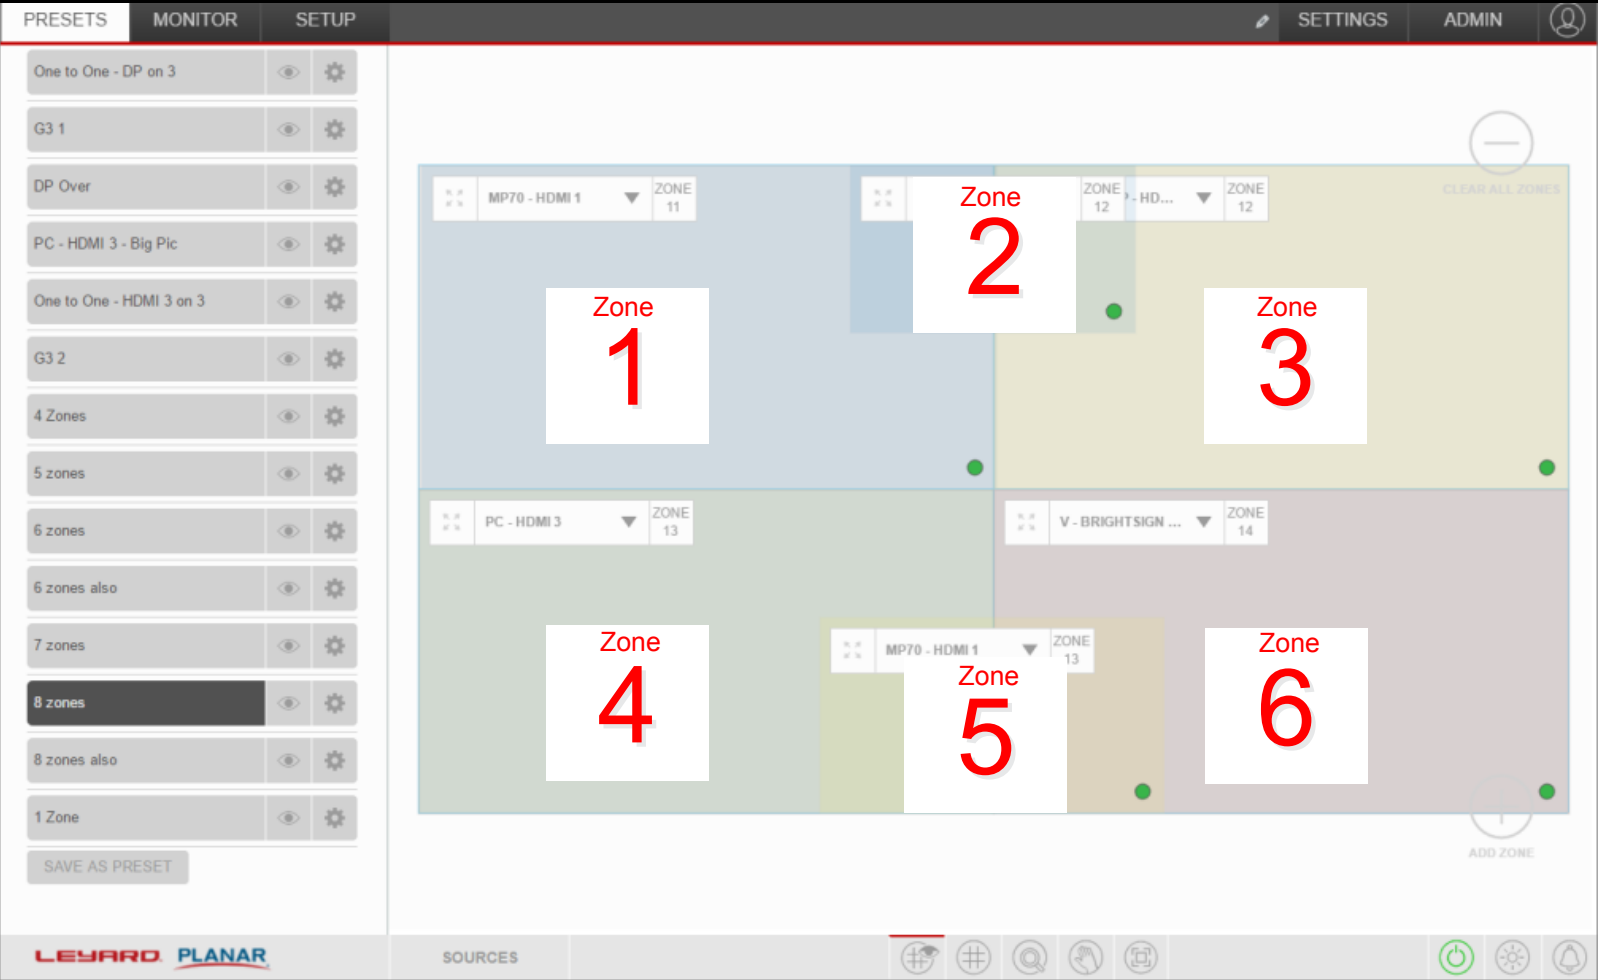 PRESETS
MONITOR
SETUP
SETTINGS
ADMIN
One to One - DP on 3
G3 1
DP Over
PC - HDMI 3 - Big Pic
One to One - HDMI 3 on 3
G3 2
4 Zones
5 zones
6 zones
6 zones also
7 zones
8 zones
8 zones also
1 Zone
SAVE AS PRESET
CLEAR ALL ZONES
MP70 - HDMI 1
ZONE
11
Zone
2
ZONE
12
- HD...
ZONE
12
Zone
1
Zone
3
PC - HDMI 3
ZONE
13
V - BRIGHTSIGN ...
ZONE
14
Zone
4
MP70 - HDMI 1
ZONE
13
Zone
5
Zone
6
ADD ZONE
LEYARD PLANAR
SOURCES